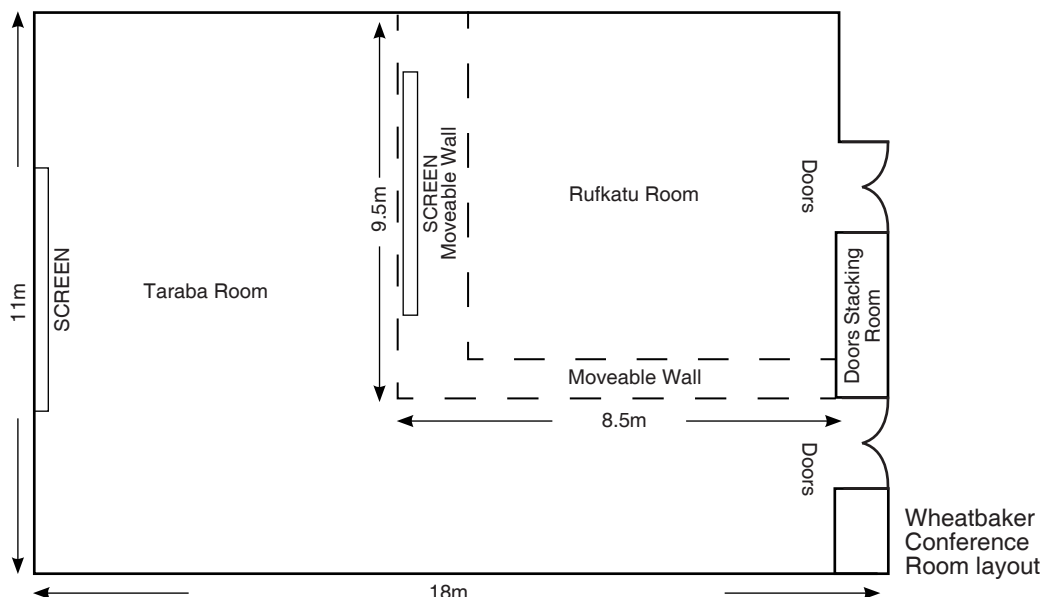 11m
SCREEN
Taraba Room
9.5m
SCREEN
Moveable Wall
Rufkatu Room
Doors
Doors Stacking
Room
Moveable Wall
8.5m
Doors
Wheatbaker
Conference
Room layout
18m